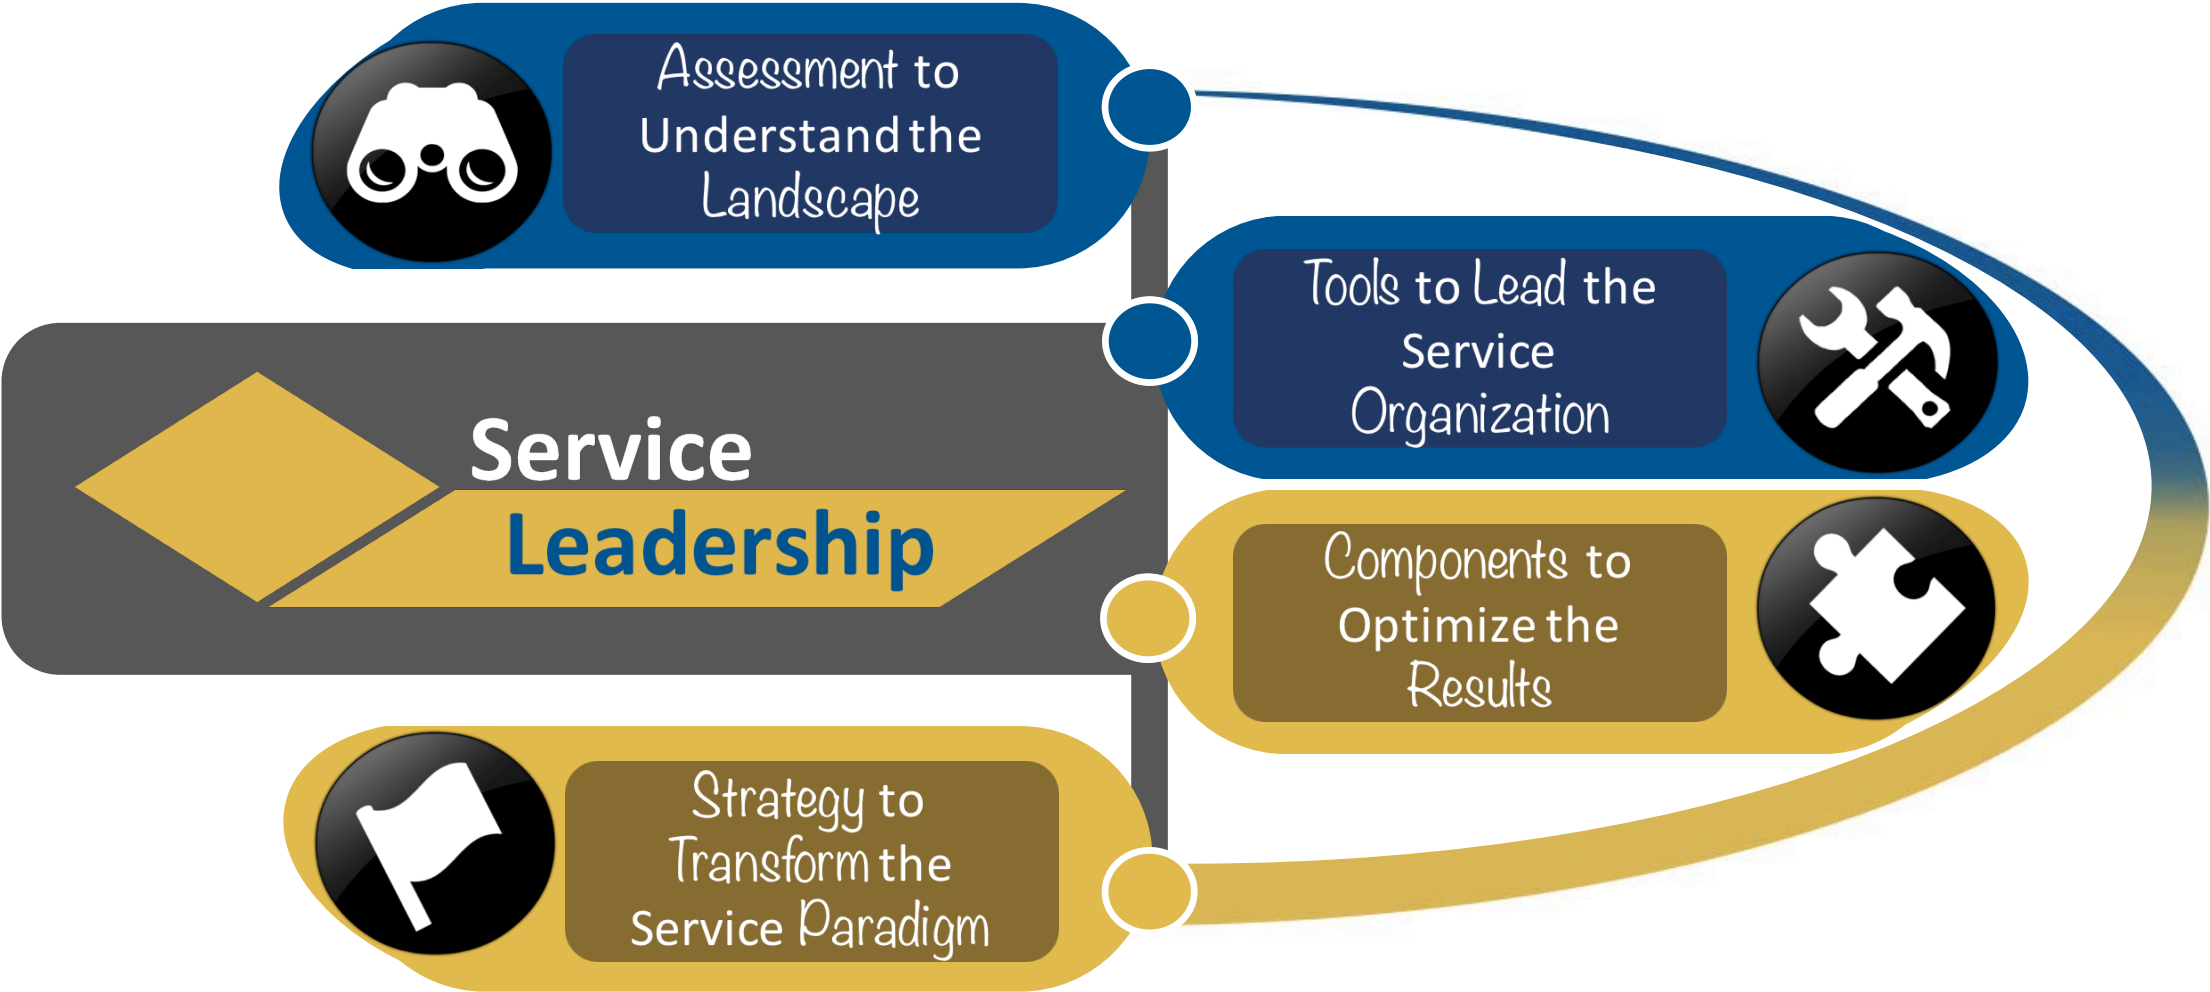 Assessment to
Understand the
Landscape
Tools to Lead the
Service
Organization
Service
Leadership
Components to
Optimize the
Results
Strategy to
Transform the
Service Paradigm